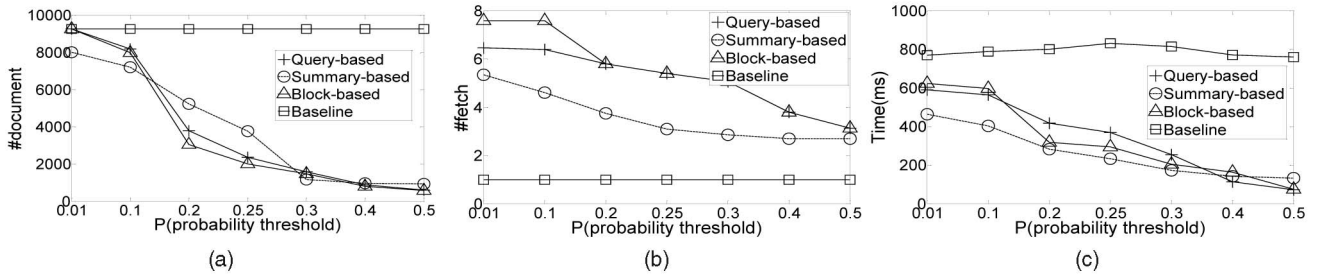 10000
8000
6000
4000
2000
0
#document
Query-based
Summary-based
Block-based
Baseline
0.01 0.1 0.2 0.25 0.3 0.4 0.5
P(probability threshold)
(a)
8
6
4
2
0
#fetch
Query-based
Summary-based
Block-based
Baseline
0.01 0.1 0.2 0.25 0.3 0.4 0.5
P(probability threshold)
(b)
1000
800
600
400
200
0
Time(ms)
Query-based
Summary-based
Block-based
Baseline
0.01 0.1 0.2 0.25 0.3 0.4 0.5
P(probability threshold)
(c)